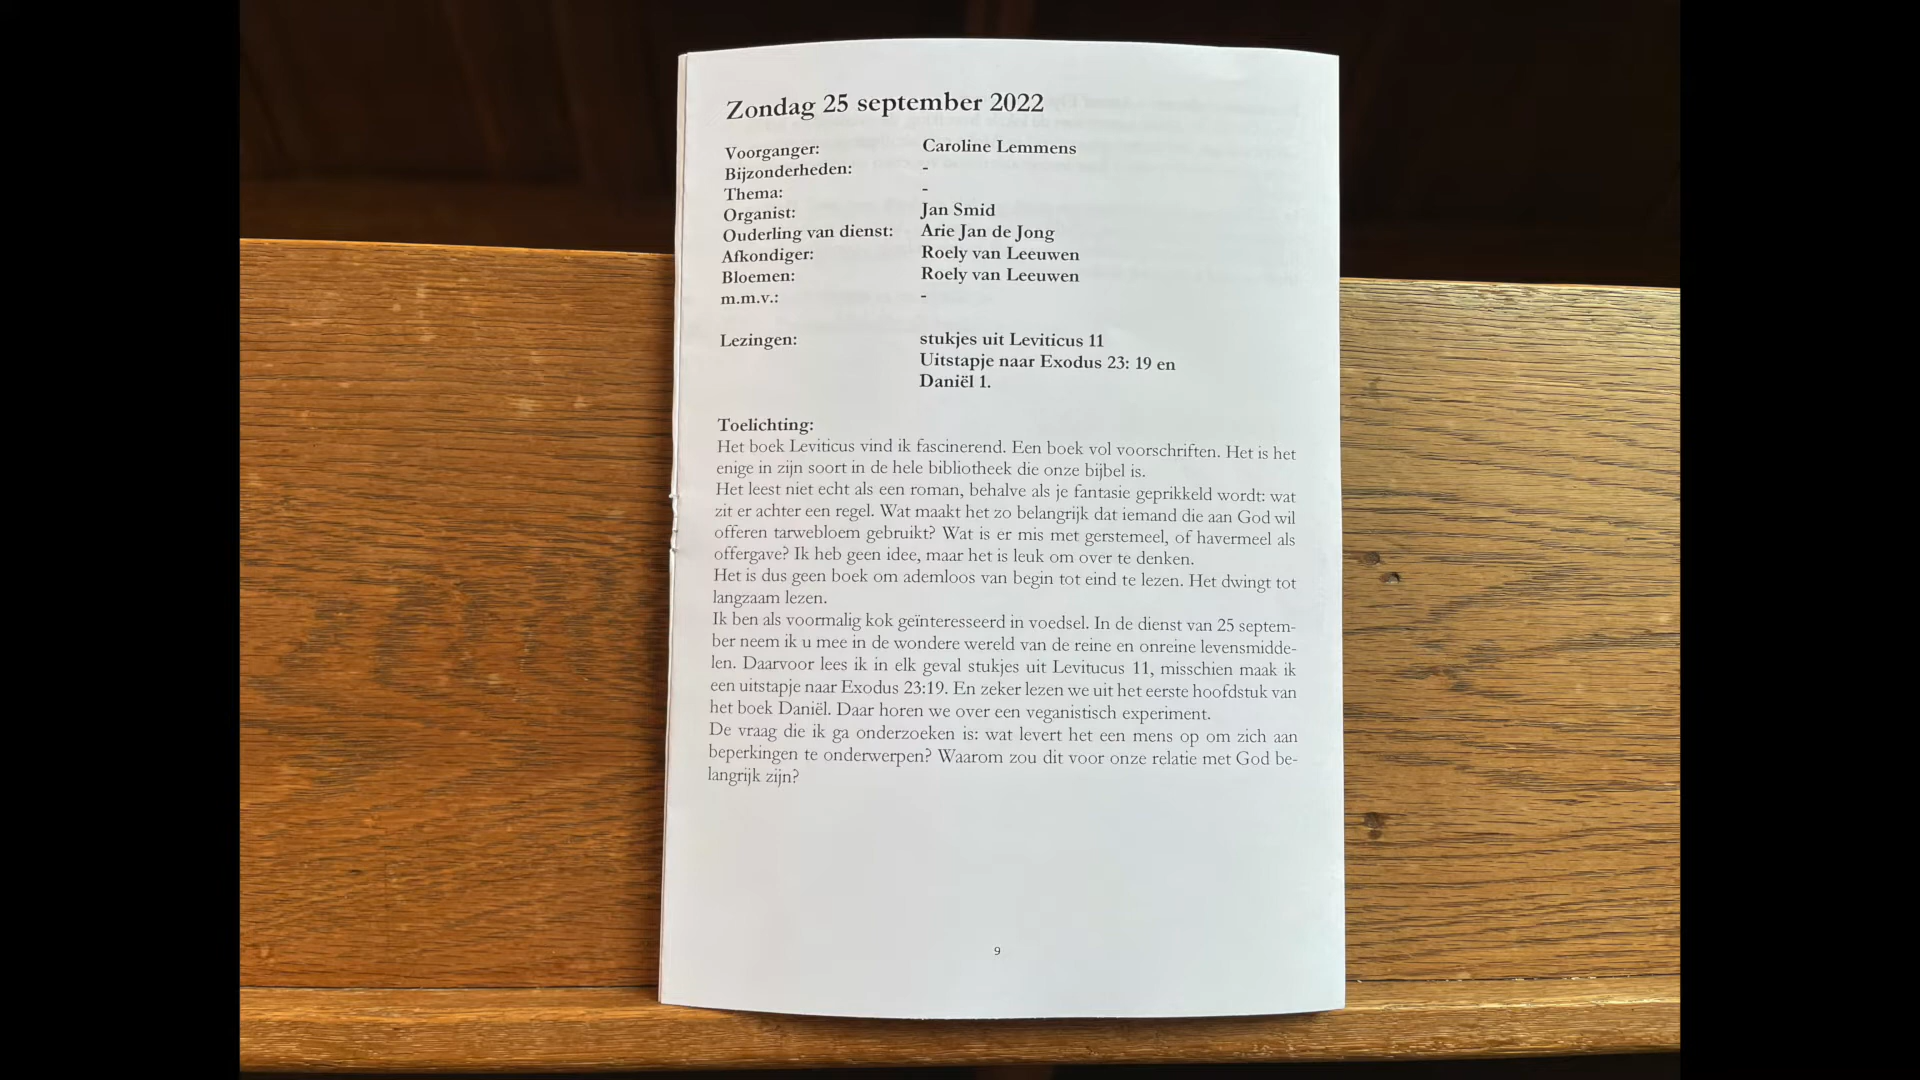 Zondag 25 september 2022
Voorganger: Caroline Lemmens
Bijzonderheden: -
Thema: -
Organist: Jan Smid
Ouderling van dienst: Arie Jan de Jong
Afkondiger: Roely van Leeuwen
Bloemen: Roely van Leeuwen
m.m.v.: -
Lezingen: stukjes uit Leviticus 11
Uitstapje naar Exodus 23: 19 en
Daniël 1.
Toelichting:
Het boek Leviticus vind ik fascinerend. Een boek vol voorschriften. Het is het
enige in zijn soort in de hele bibliotheek die onze bijbel is.
Het leest niet echt als een roman, behalve als je fantasie geprikkeld wordt: wat
zit er achter een regel. Wat maakt het zo belangrijk dat iemand die aan God wil
offeren tarwebloem gebruikt? Wat is er mis met gerstemeel, of havermeel als
offergave? Ik heb geen idee, maar het is leuk om over te denken.
Het is dus geen boek om ademloos van begin tot eind te lezen. Het dwingt tot
langzaam lezen.
Ik ben als voormalig kok geïnteresseerd in voedsel. In de dienst van 25 septem-
ber neem ik u mee in de wondere wereld van de reine en onreine levensmidde-
len. Daarvoor lees ik in elk geval stukjes uit Levitucus 11, misschien maak ik
een uitstapje naar Exodus 23:19. En zeker lezen we uit het eerste hoofdstuk van
het boek Daniël. Daar horen we over een veganistisch experiment.
De vraag die ik ga onderzoeken is: wat levert het een mens op om zich aan
beperkingen te onderwerpen? Waarom zou dit voor onze relatie met God be-
langrijk zijn?
9